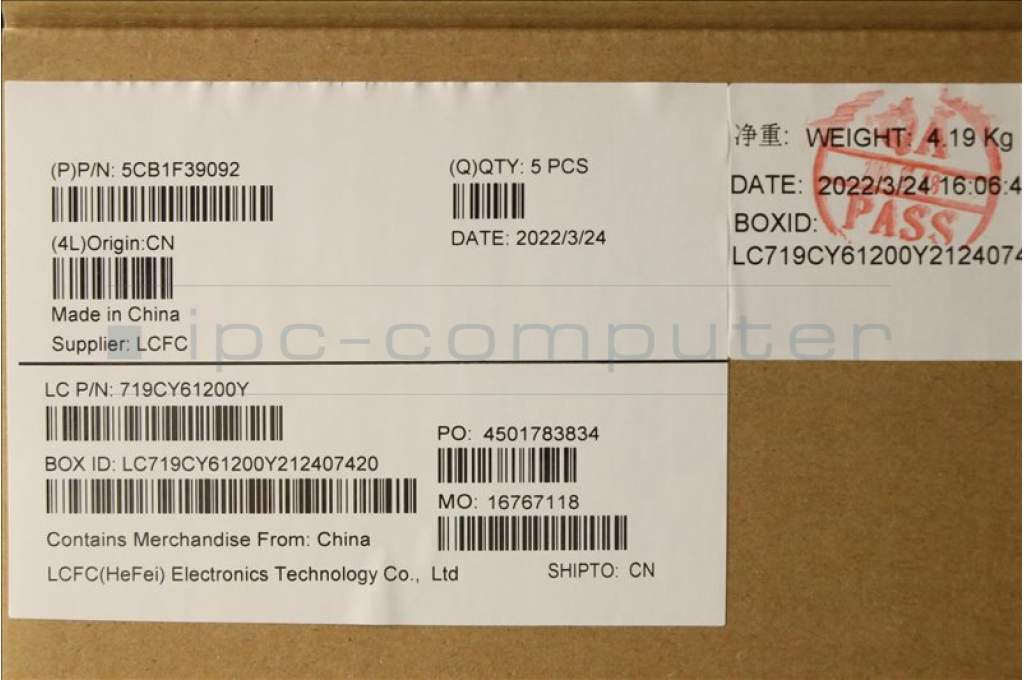 (P)P/N: 5CB1F39092
(Q)QTY: 5 PCS
(4L)Origin:CN
DATE: 2022/3/24
Made in China
Supplier: LCFC
LC P/N: 719CY61200Y
PO: 4501783834
BOX ID: LC719CY61200Y212407420
MO: 16767118
Contains Merchandise From: China
LCFC(HeFei) Electronics Technology Co., Ltd
SHIPTO: CN
净重: WEIGHT: 4.19 Kg
DATE: 2022/3/24 16:06:4
BOXID:
LC719CY61200Y2124074
QA
PASS
ipc-computer